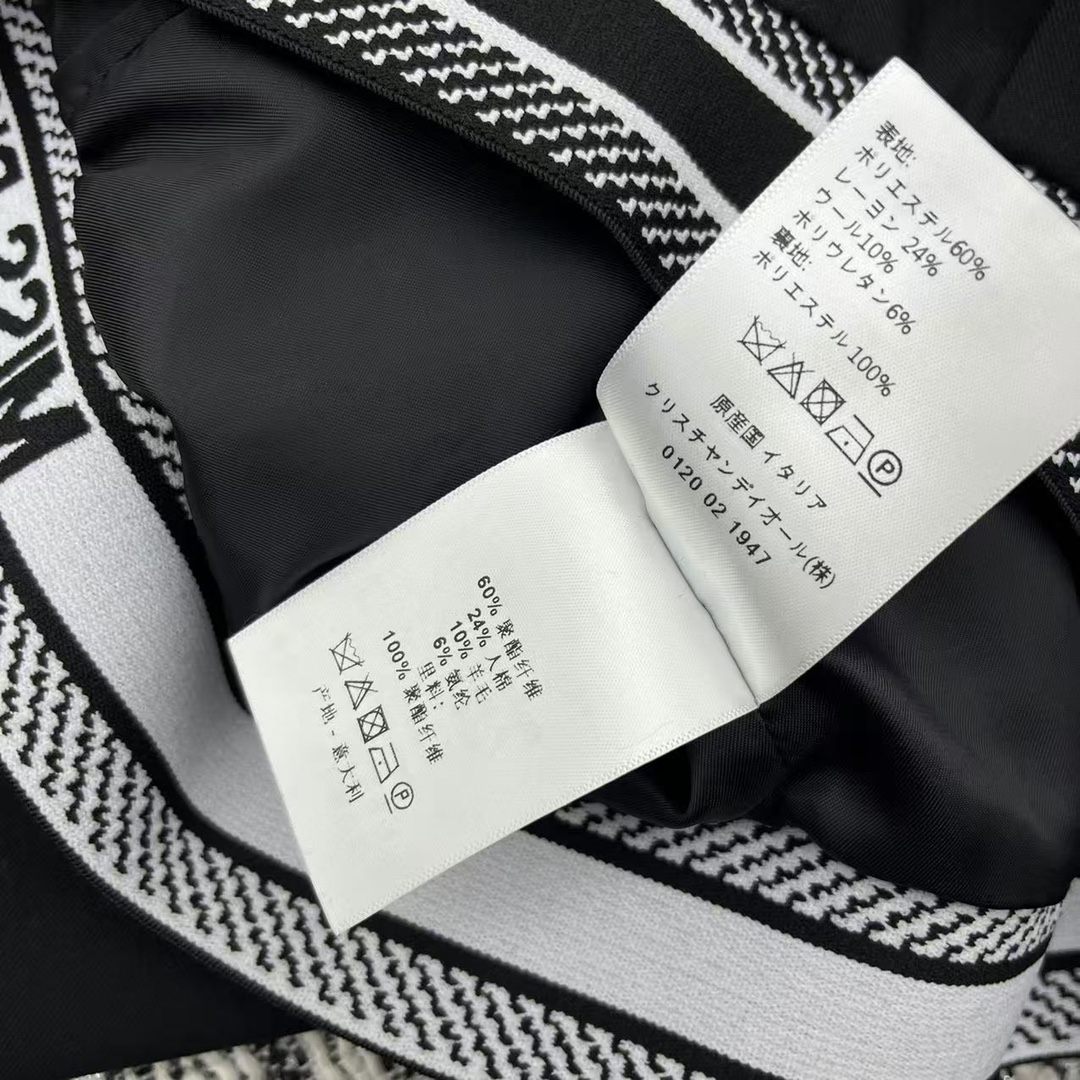 表地:
ポリエステル60%
レーヨン 24%
ウール10%
ポリウレタン6%
裏地:
ポリエステル100%
P
原産国 イタリア
クリスチャンデイオール(株)
0120 02 1947
60% 聚酯纤维
24% 人棉
10% 羊毛
6% 氨纶
里料:
100% 聚酯纤维
P
产地 - 意大利